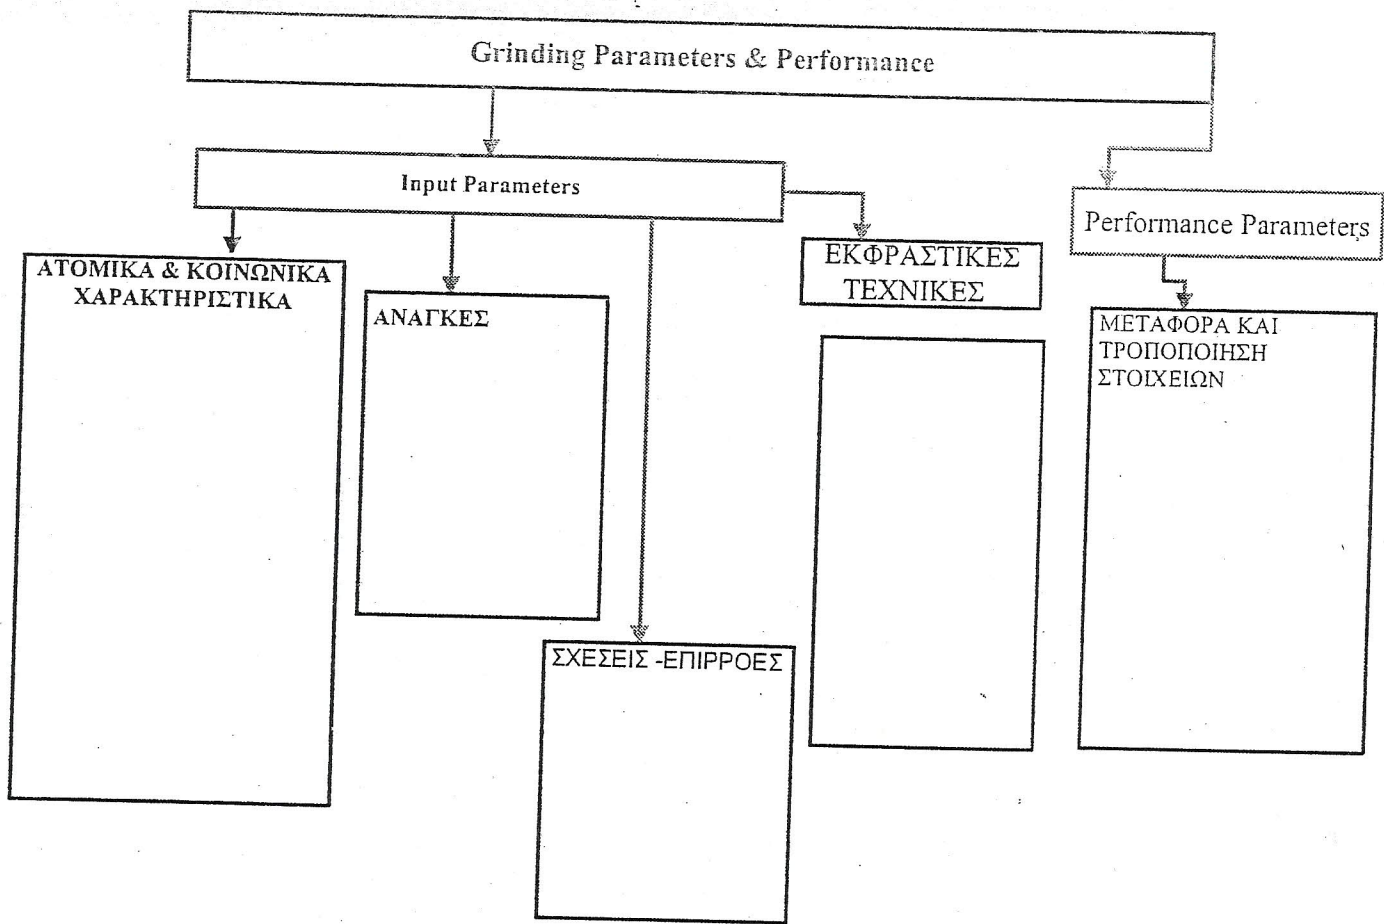 Grinding Parameters & Performance
Input Parameters
Performance Parameters
ΑΤΟΜΙΚΑ & ΚΟΙΝΩΝΙΚΑ
ΧΑΡΑΚΤΗΡΙΣΤΙΚΑ
ΑΝΑΓΚΕΣ
ΣΧΕΣΕΙΣ -ΕΠΙΡΡΟΕΣ
ΕΚΦΡΑΣΤΙΚΕΣ
ΤΕΧΝΙΚΕΣ
ΜΕΤΑΦΟΡΑ ΚΑΙ
ΤΡΟΠΟΠΟΙΗΣΗ
ΣΤΟΙΧΕΙΩΝ